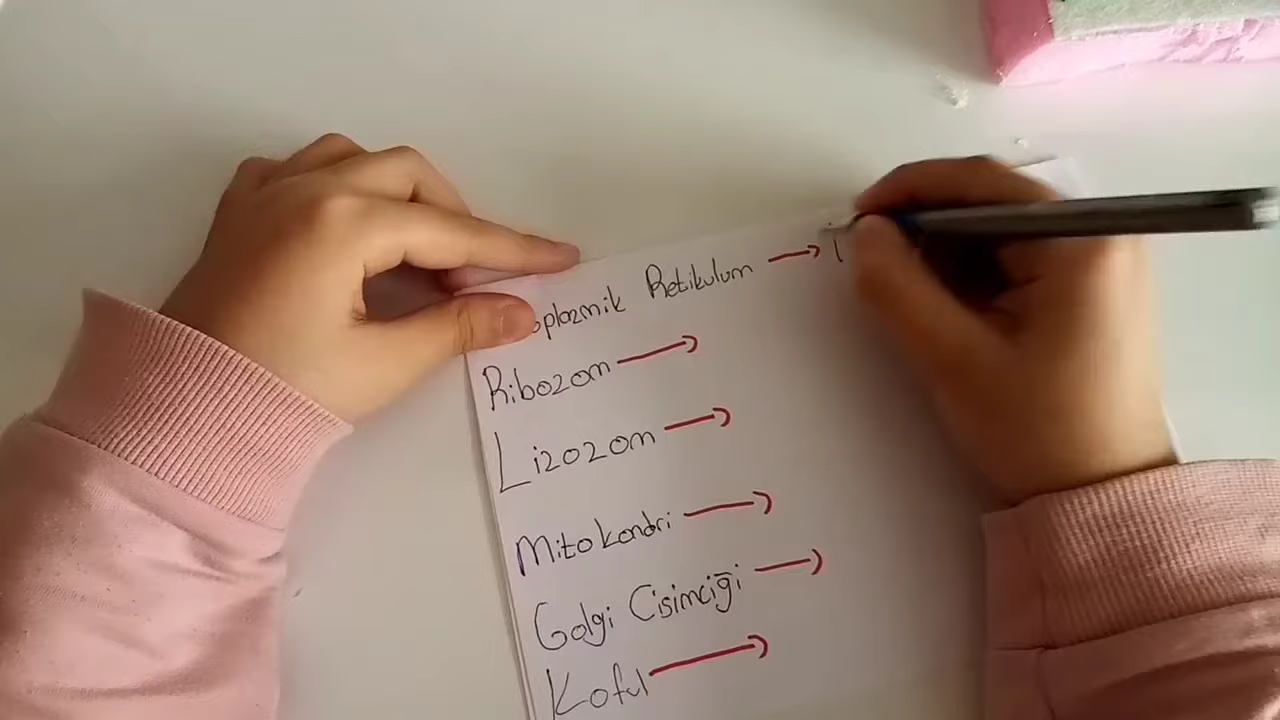 oplazmik Retikulum → i
Ribozom →
Lizozom →
Mitokondri →
Golgi Cisimciği →
Koful →